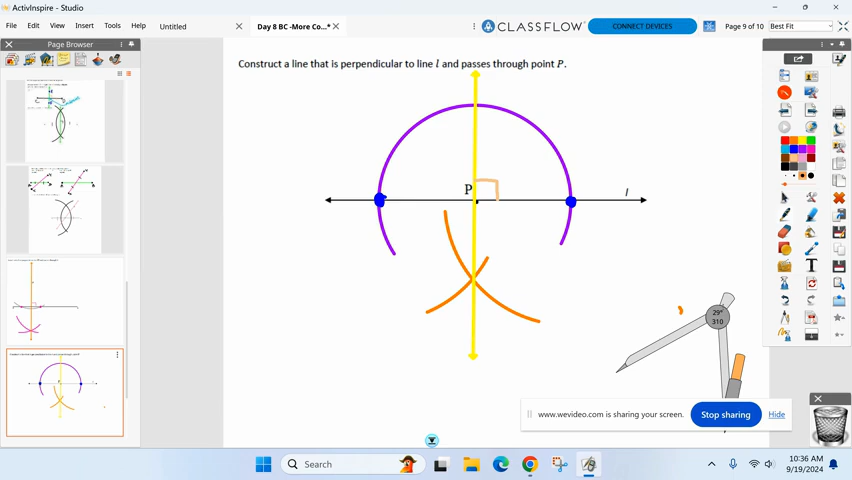 ActivInspire - Studio
File Edit View Insert Tools Help
Untitled
Day 8 BC -More Co...*
CLASSFLOW
CONNECT DEVICES
Page 9 of 10
Best Fit
Page Browser
Construct a line that is perpendicular to line l and passes through point P.
P
l
29°
310
www.wevideo.com is sharing your screen.
Stop sharing
Hide
Search
10:36 AM
9/19/2024